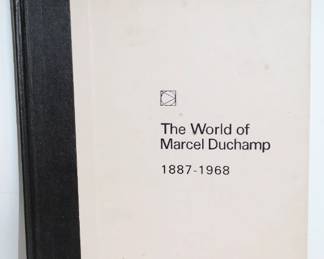 The World of
Marcel Duchamp
1887-1968